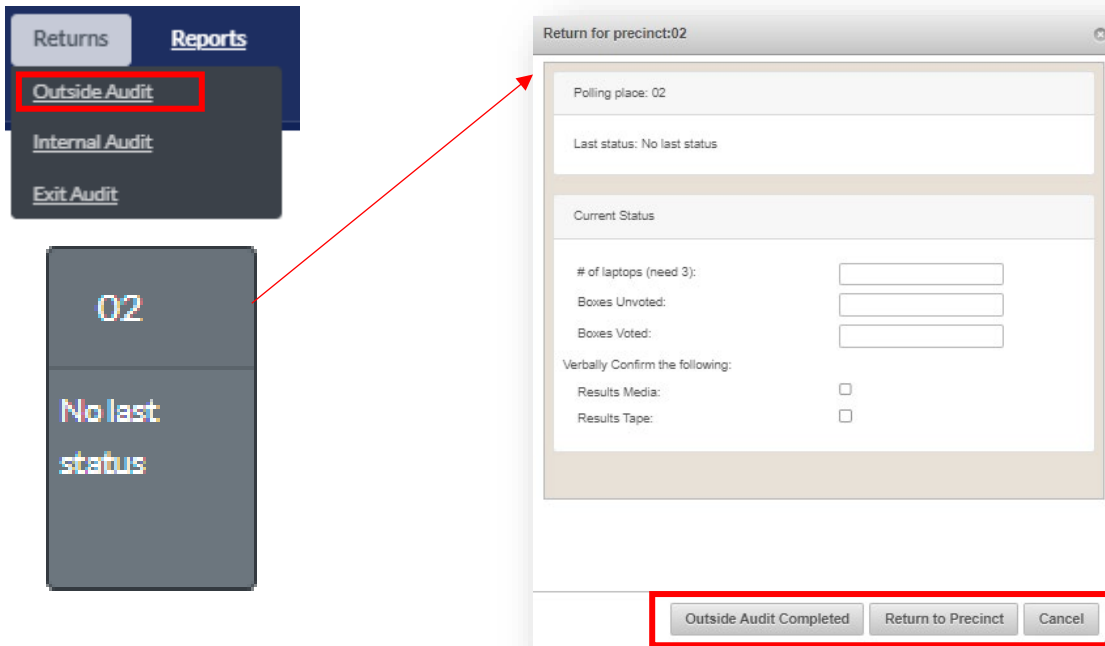 Returns Reports
Outside Audit
Internal Audit
Exit Audit
02
No last
status
Return for precinct:02
Polling place: 02
Last status: No last status
Current Status
# of laptops (need 3):
Boxes Unvoted:
Boxes Voted:
Verbally Confirm the following:
Results Media:
Results Tape:
Outside Audit Completed Return to Precinct Cancel